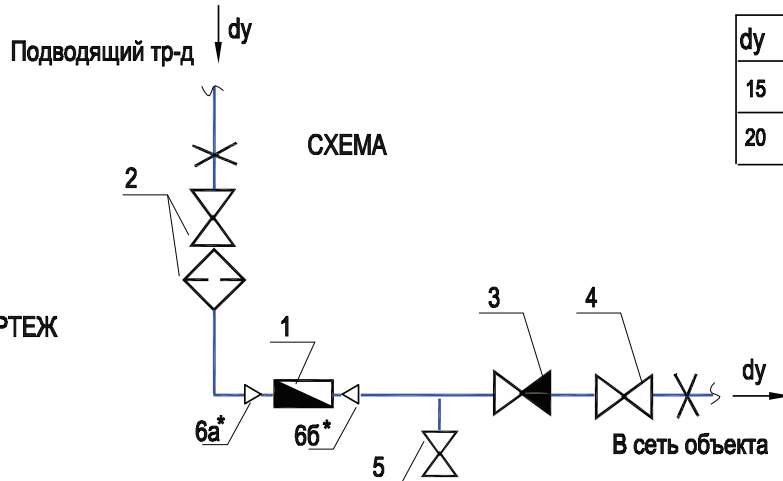 dy
Подводящий тр-д
dy
15
20
СХЕМА
2
РТЕЖ
1
3
4
6а*
6б*
5
dy
В сеть объекта